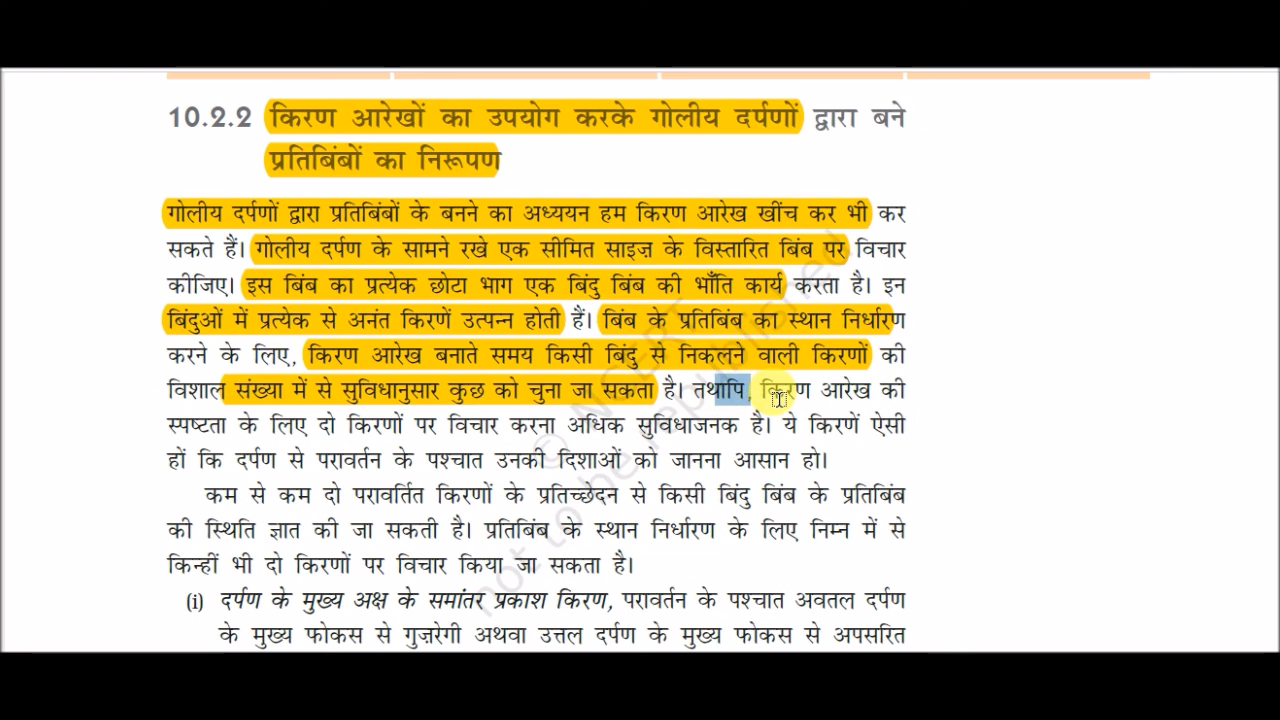 10.2.2 किरण आरेखों का उपयोग करके गोलीय दर्पणों द्वारा बने
प्रतिबिंबों का निरूपण
गोलीय दर्पणों द्वारा प्रतिबिंबों के बनने का अध्ययन हम किरण आरेख खींच कर भी कर
सकते हैं। गोलीय दर्पण के सामने रखे एक सीमित साइज़ के विस्तारित बिंब पर विचार
कीजिए। इस बिंब का प्रत्येक छोटा भाग एक बिंदु बिंब की भाँति कार्य करता है। इन
बिंदुओं में प्रत्येक से अनंत किरणें उत्पन्न होती हैं। बिंब के प्रतिबिंब का स्थान निर्धारण
करने के लिए, किरण आरेख बनाते समय किसी बिंदु से निकलने वाली किरणों की
विशाल संख्या में से सुविधानुसार कुछ को चुना जा सकता है। तथापि, किरण आरेख की
स्पष्टता के लिए दो किरणों पर विचार करना अधिक सुविधाजनक है। ये किरणें ऐसी
हों कि दर्पण से परावर्तन के पश्चात उनकी दिशाओं को जानना आसान हो।
कम से कम दो परावर्तित किरणों के प्रतिच्छेदन से किसी बिंदु बिंब के प्रतिबिंब
की स्थिति ज्ञात की जा सकती है। प्रतिबिंब के स्थान निर्धारण के लिए निम्न में से
किन्हीं भी दो किरणों पर विचार किया जा सकता है।
(i) दर्पण के मुख्य अक्ष के समांतर प्रकाश किरण, परावर्तन के पश्चात अवतल दर्पण
के मुख्य फोकस से गुज़रेगी अथवा उत्तल दर्पण के मुख्य फोकस से अपसरित
© NCERT
not to be republished